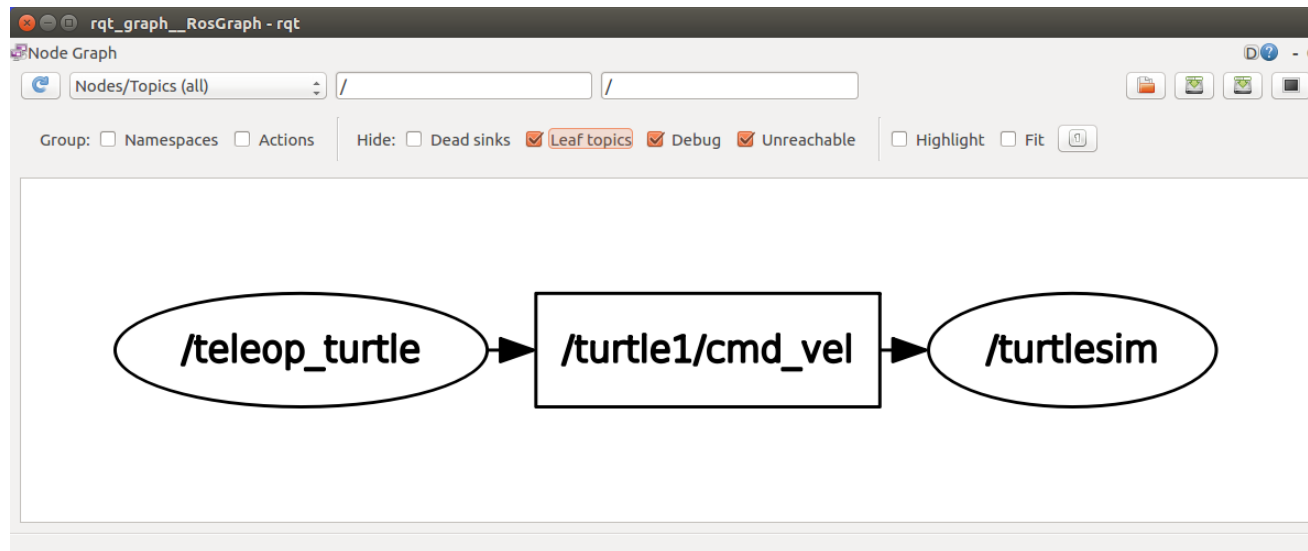 rqt_graph__RosGraph - rqt
Node Graph
D ? -
Nodes/Topics (all) / /
Group: Namespaces Actions Hide: Dead sinks Leaf topics Debug Unreachable Highlight Fit
/teleop_turtle /turtle1/cmd_vel /turtlesim